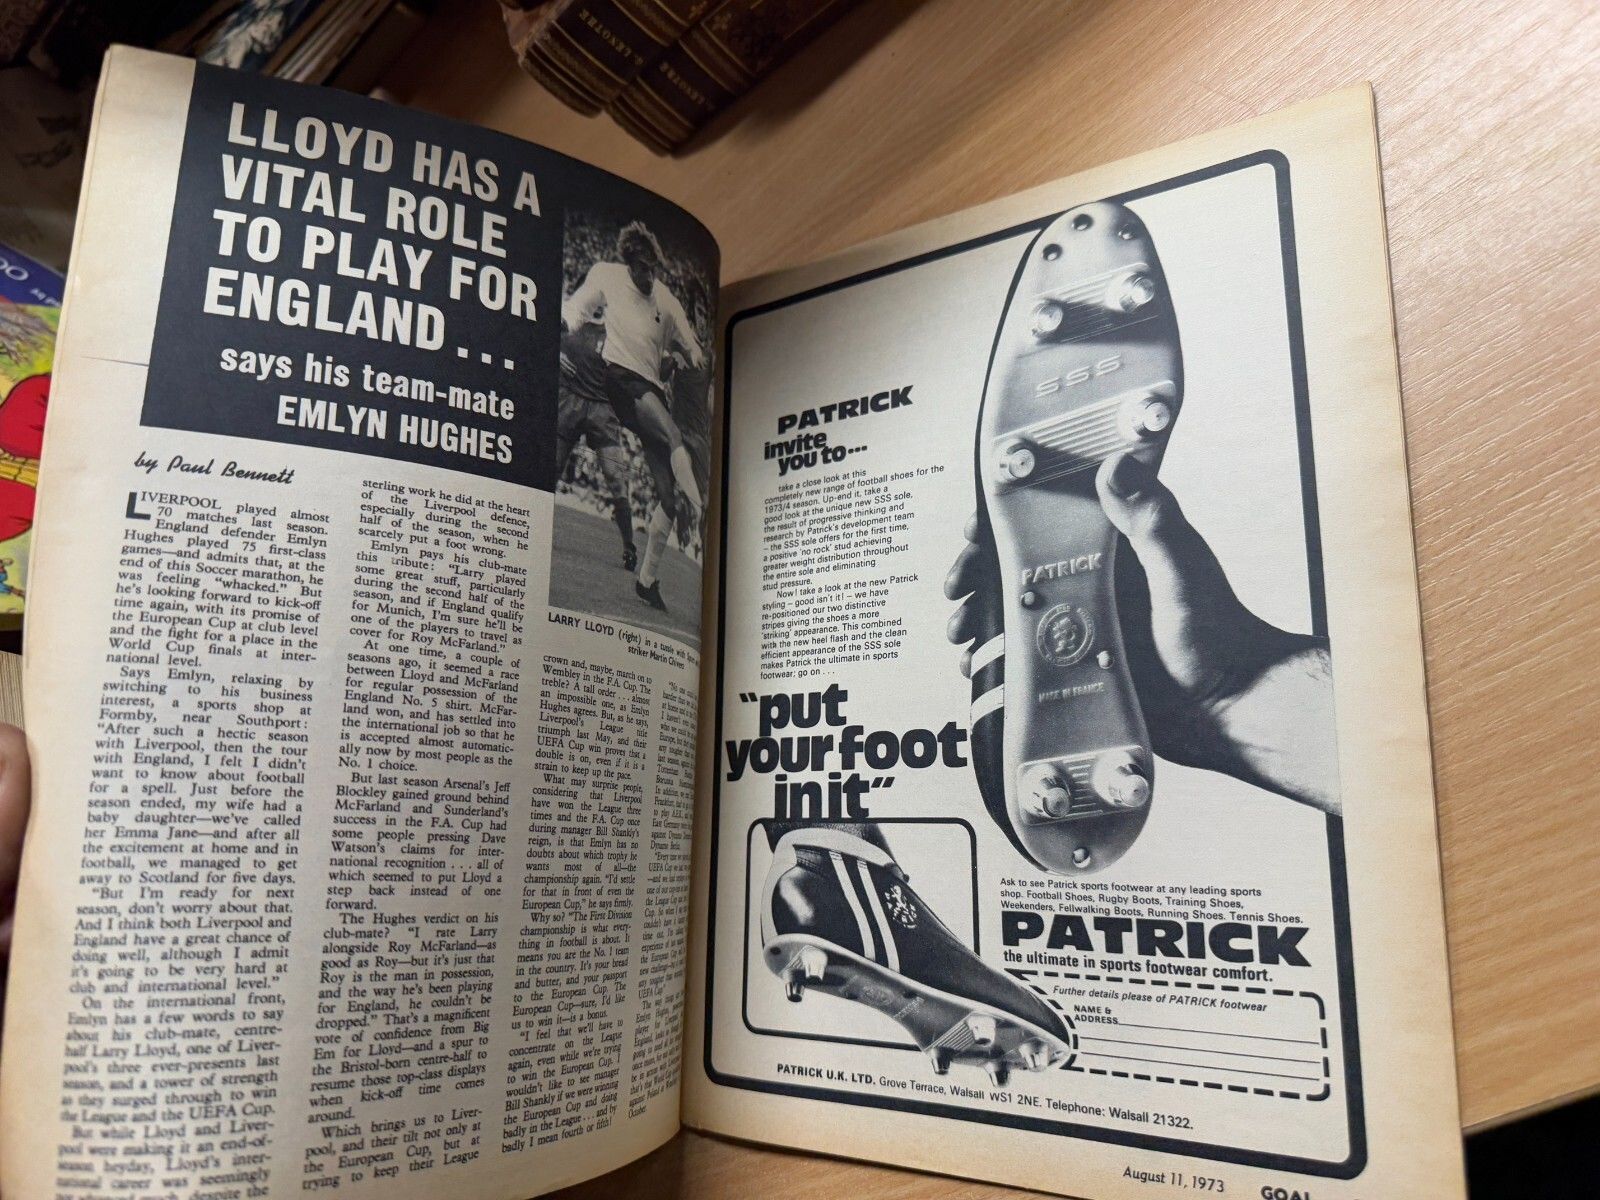 LLOYD HAS A
VITAL ROLE
TO PLAY FOR
ENGLAND...
says his team-mate
EMLYN HUGHES
by Paul Bennett
LIVERPOOL played almost
70 matches last season.
England defender Emlyn
Hughes played 75 first-class
games—and admits that, at the
end of this Soccer marathon, he
was feeling "whacked." But
he's looking forward to kick-off
time again, with its promise of
the European Cup at club level
and the fight for a place in the
World Cup finals at inter-
national level.
Says Emlyn, relaxing by
switching to his business
interest, a sports shop at
Formby, near Southport:
"After such a hectic season
with Liverpool, then the tour
with England, I felt I didn't
want to know about football
for a spell. Just before the
season ended, my wife had a
baby daughter—we've called
her Emma Jane—and after all
the excitement at home and in
football, we managed to get
away to Scotland for five days.
"But I'm ready for next
season, don't worry about that.
And I think both Liverpool and
England have a great chance of
doing well, although I admit
it's going to be very hard at
club and international level."
On the international front,
Emlyn has a few words to say
about his club-mate, centre-
half Larry Lloyd, one of Liver-
pool's three ever-presents last
season, and a tower of strength
as they surged through to win
the League and the UEFA Cup.
But while Lloyd and Liver-
pool were making it an end-of-
season heyday, Lloyd's inter-
national career was seemingly
not advanced much, despite the
sterling work he did at the heart
of the Liverpool defence,
especially during the second
half of the season, when he
scarcely put a foot wrong.
Emlyn pays his club-mate
this tribute: "Larry played
some great stuff, particularly
during the second half of the
season, and if England qualify
for Munich, I'm sure he'll be
one of the players to travel as
cover for Roy McFarland."
At one time, a couple of
seasons ago, it seemed a race
between Lloyd and McFarland
for regular possession of the
England No. 5 shirt. McFar-
land won, and has settled into
the international job so that he
is accepted almost automatic-
ally now by most people as the
No. 1 choice.
But last season Arsenal's Jeff
Blockley gained ground behind
McFarland and Sunderland's
success in the F.A. Cup had
some people pressing Dave
Watson's claims for inter-
national recognition . . . all of
which seemed to put Lloyd a
step back instead of
forward.
The Hughes verdict on his
club-mate? "I rate Larry
alongside Roy McFarland—as
good as Roy—but it's just that
Roy is the man in possession,
and the way he's been playing
for England, he couldn't be
dropped." That's a magnificent
vote of confidence from Big
Em for Lloyd—and a spur to
the Bristol-born centre-half to
resume those top-class displays
when kick-off time comes
around.
Which brings us to Liver-
pool, and their tilt not only at
the European Cup, but at
trying to keep their League
LARRY LLOYD (right) in a tussle with
striker Martin Chivers
crown and, maybe, march on to
Wembley in the F.A. Cup. The
treble? A tall order . . . almost
an impossible one, as Emlyn
Hughes agrees. But, as he says,
Liverpool's League title
triumph last May, and their
UEFA Cup win proves that a
double is on, even if it is a
strain to keep up the pace.
What may surprise people,
considering that Liverpool
have won the League three
times and the F.A. Cup once
during manager Bill Shankly's
reign, is that Emlyn has no
doubts about which trophy he
wants most of all—the
championship again. "I'd settle
for that in front of even the
European Cup," he says firmly.
Why so? "The First Division
championship is what every-
thing in football is about. It
means you are the No. 1 team
in the country. It's your bread
and butter, and your passport
to the European Cup. The
European Cup—sure, I'd like
us to win it—is a bonus.
"I feel that we'll have to
concentrate on the League
again, even while we're trying
to win the European Cup. I
wouldn't like to see manager
Bill Shankly if we were winning
the European Cup and doing
badly in the League . . . and by
badly I mean fourth or fifth!
PATRICK
invite
you to...
take a close look at this
completely new range of football shoes for the
1973/4 season. Up-end it, take a
good look at the unique new SSS sole,
the result of progressive thinking and
research by Patrick's development team
– the SSS sole offers for the first time,
a positive 'no rock' stud achieving
greater weight distribution throughout
the entire sole and eliminating
stud pressure.
Now! take a look at the new Patrick
styling – good isn't it! – we have
re-positioned our two distinctive
stripes giving the shoes a more
'striking' appearance. This combined
with the new heel flash and the clean
efficient appearance of the SSS sole
makes Patrick the ultimate in sports
footwear; go on . . .
"put
your foot
in it"
SSS
PATRICK
MADE IN FRANCE
Ask to see Patrick sports footwear at any leading sports
shop. Football Shoes, Rugby Boots, Training Shoes,
Weekenders, Fellwalking Boots, Running Shoes. Tennis Shoes.
PATRICK
the ultimate in sports footwear comfort.
Further details please of PATRICK footwear
NAME &
ADDRESS
PATRICK U.K. LTD. Grove Terrace, Walsall WS1 2NE. Telephone: Walsall 21322.
August 11, 1973 GOAL